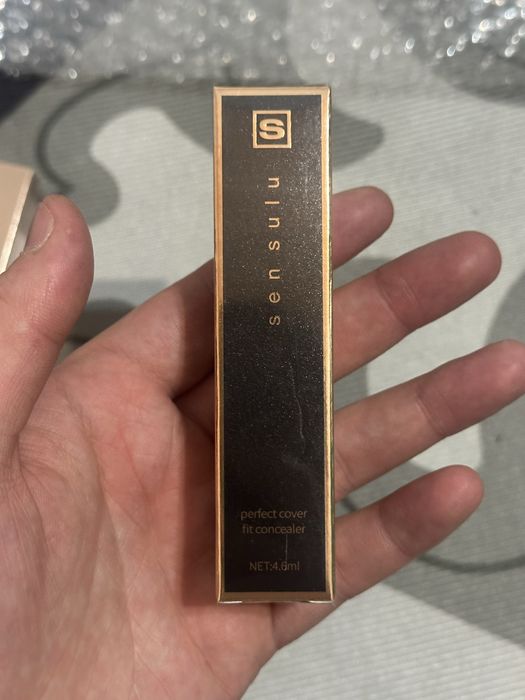 S
sensulu
perfect cover
fit concealer
NET:4.6ml